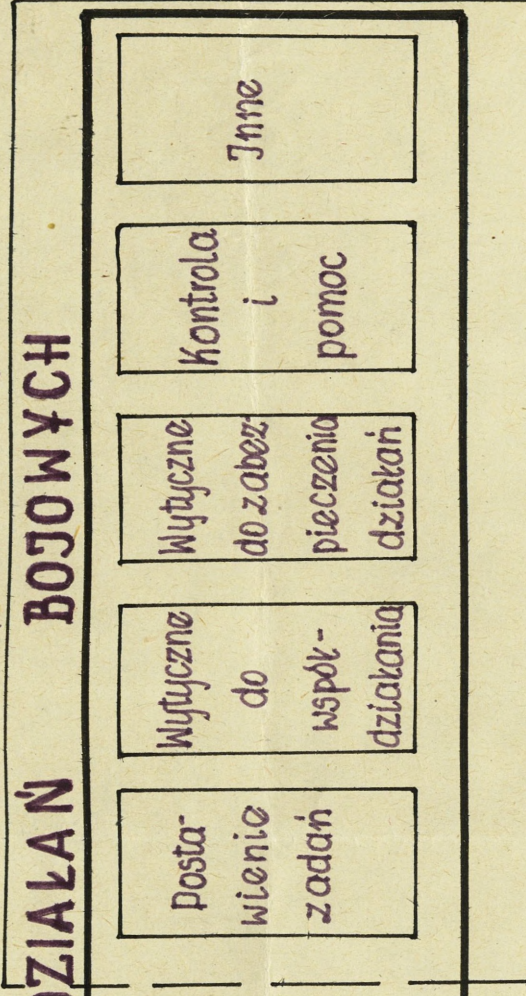 DZIAŁAŃ BOJOWYCH
Posta-
wienie
zadań
Wytyczne
do
współ-
działania
Wytyczne
do zabez-
pieczenia
działań
Kontrola
i
pomoc
Inne